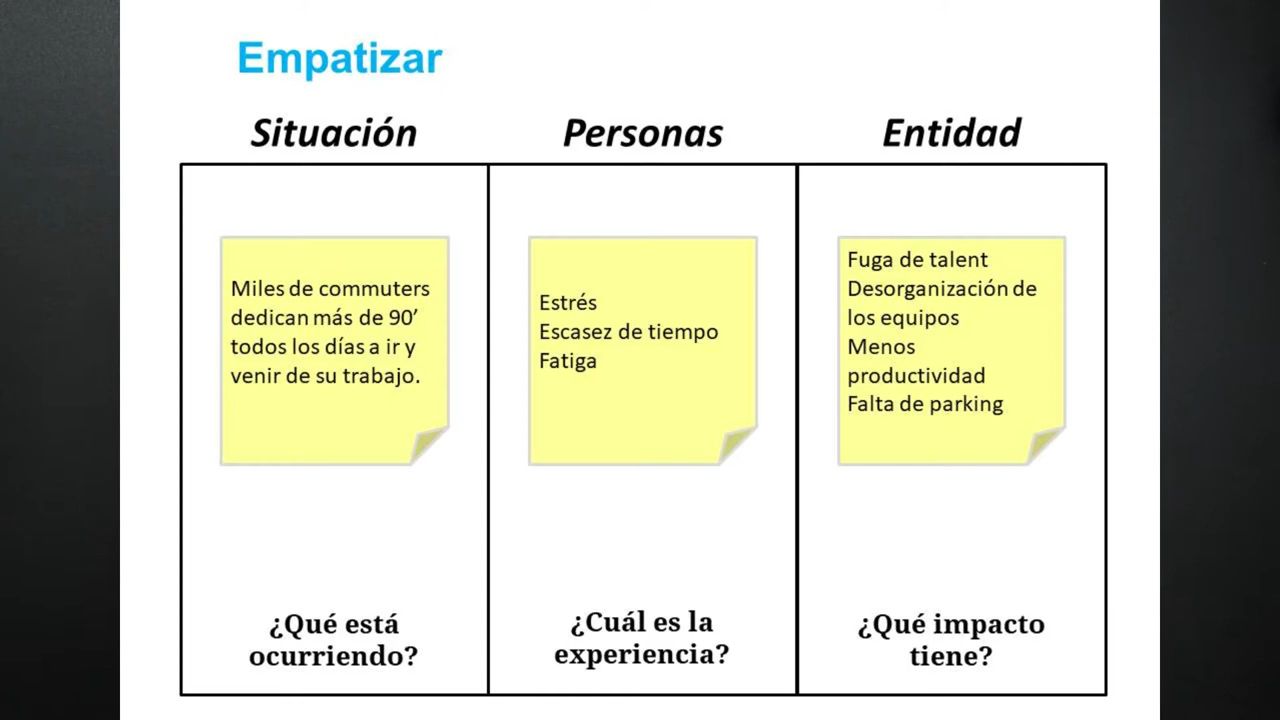 Empatizar
Situación
Personas
Entidad
Miles de commuters
dedican más de 90’
todos los días a ir y
venir de su trabajo.
Estrés
Escasez de tiempo
Fatiga
Fuga de talent
Desorganización de
los equipos
Menos
productividad
Falta de parking
¿Qué está
ocurriendo?
¿Cuál es la
experiencia?
¿Qué impacto
tiene?